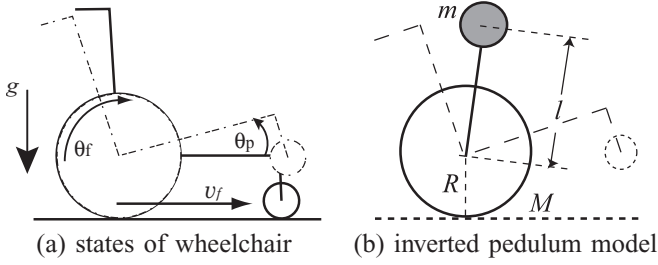 g
θf
θp
vf
(a) states of wheelchair
m
l
R
M
(b) inverted pedulum model